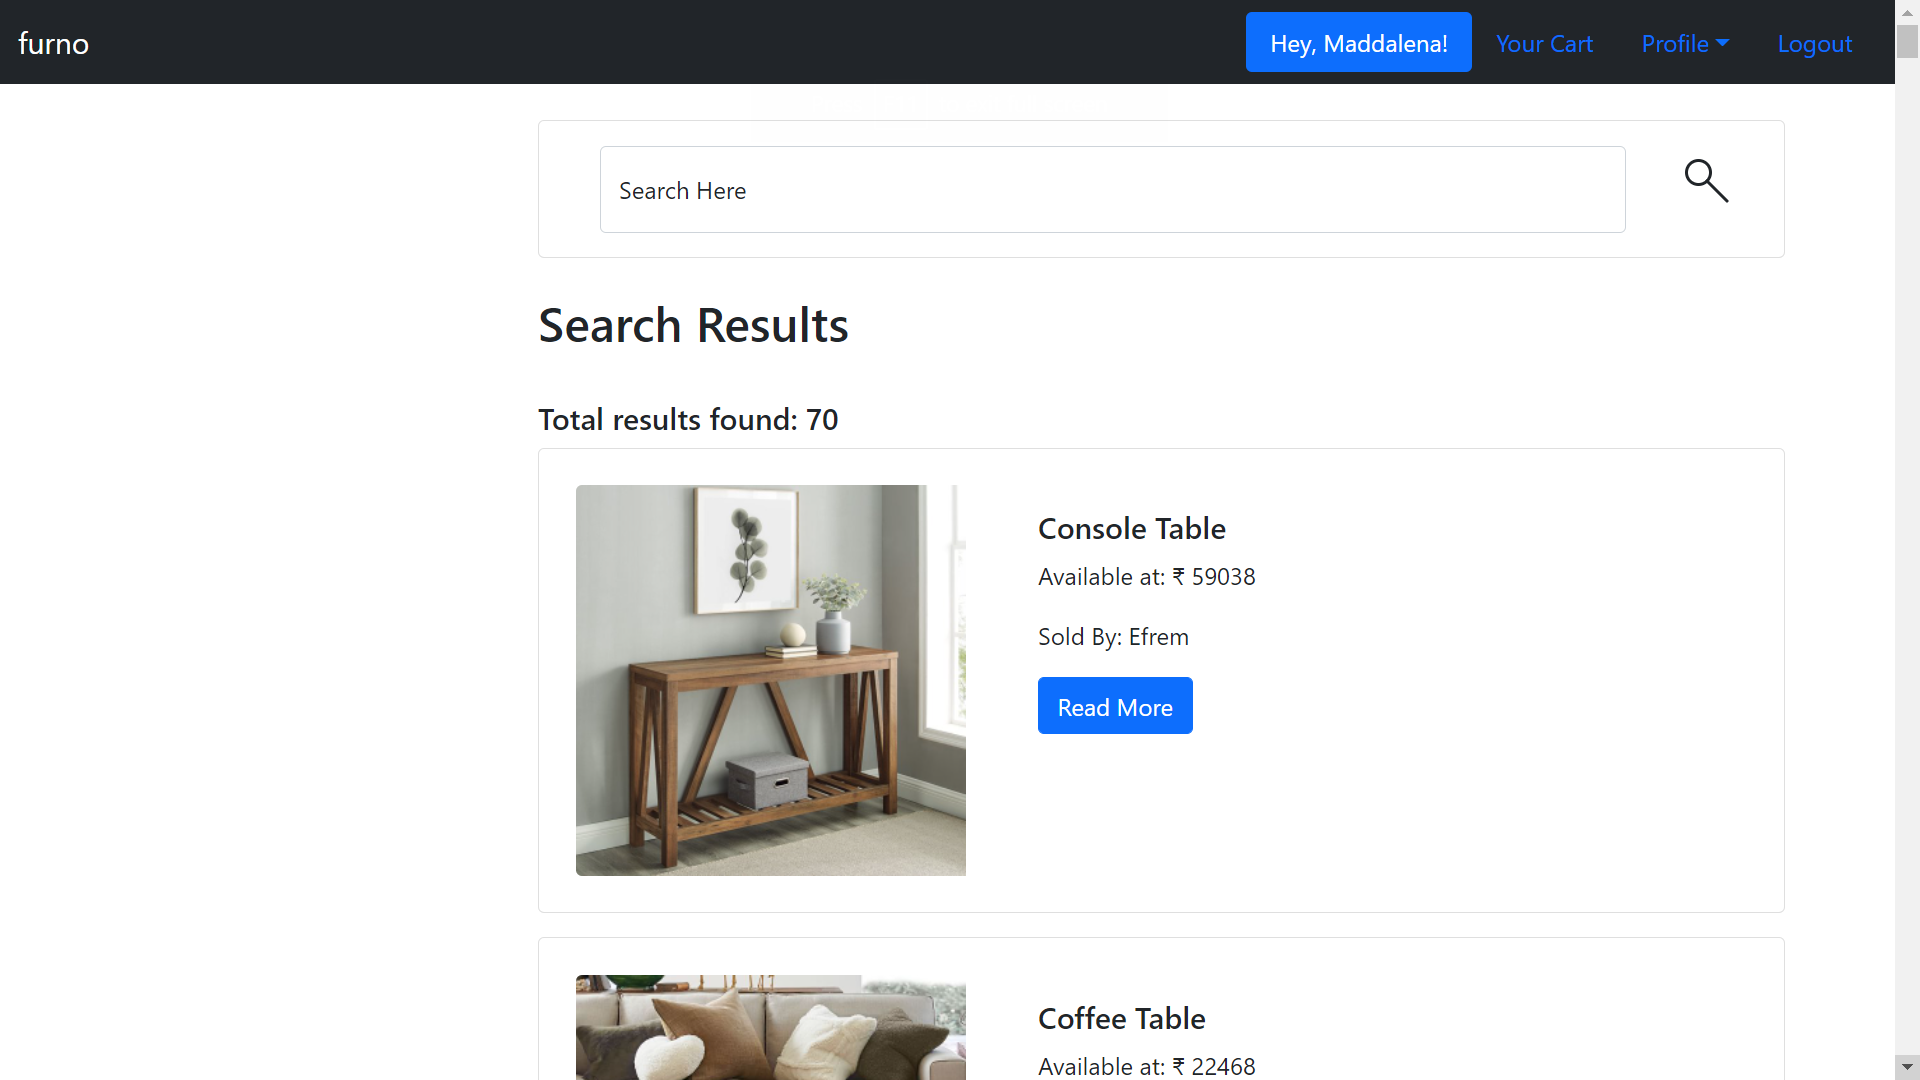 furno
Hey, Maddalena!
Your Cart
Profile
Logout
Search Here
Search Results
Total results found: 70
Console Table
Available at: ₹ 59038
Sold By: Efrem
Read More
Coffee Table
Available at: ₹ 22468